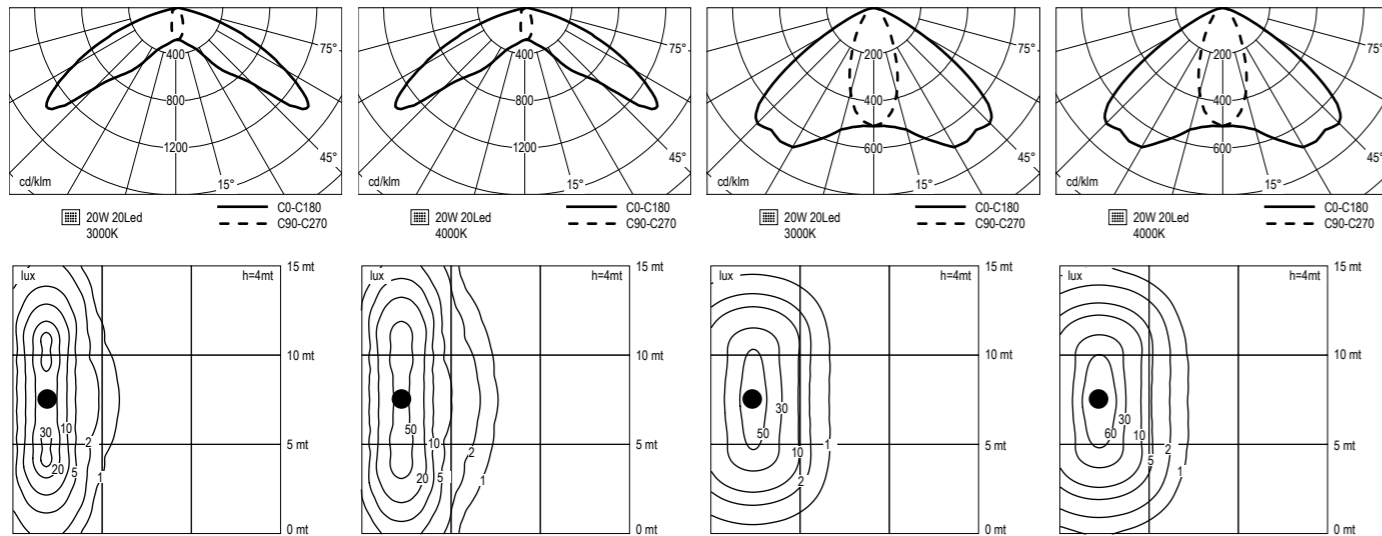 75°
400
800
1200
45°
15°
cd/klm
20W 20Led
3000K
C0-C180
C90-C270
75°
400
800
1200
45°
15°
cd/klm
20W 20Led
4000K
C0-C180
C90-C270
75°
200
400
600
45°
15°
cd/klm
20W 20Led
3000K
C0-C180
C90-C270
75°
200
400
600
45°
15°
cd/klm
20W 20Led
4000K
C0-C180
C90-C270
lux
h=4mt
15 mt
10 mt
30
10
2
20
5
1
5 mt
0 mt
lux
h=4mt
15 mt
10 mt
50
10
2
20
5
1
5 mt
0 mt
lux
h=4mt
15 mt
10 mt
30
50
10
1
2
5 mt
0 mt
lux
h=4mt
15 mt
10 mt
30
60
10
2
5
1
5 mt
0 mt